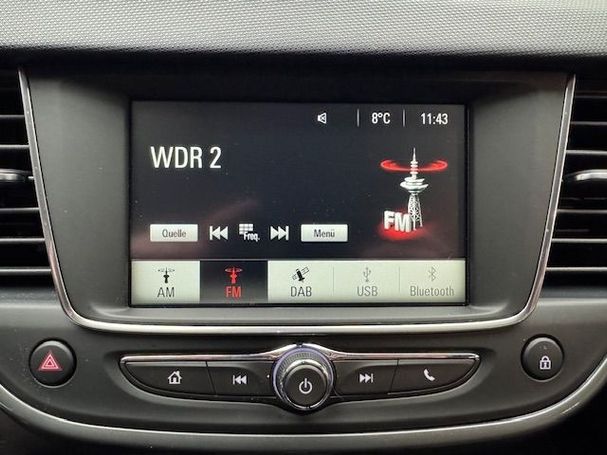 8°C 11:43
WDR 2
FM
Quelle Freq. Menü
AM FM DAB USB Bluetooth